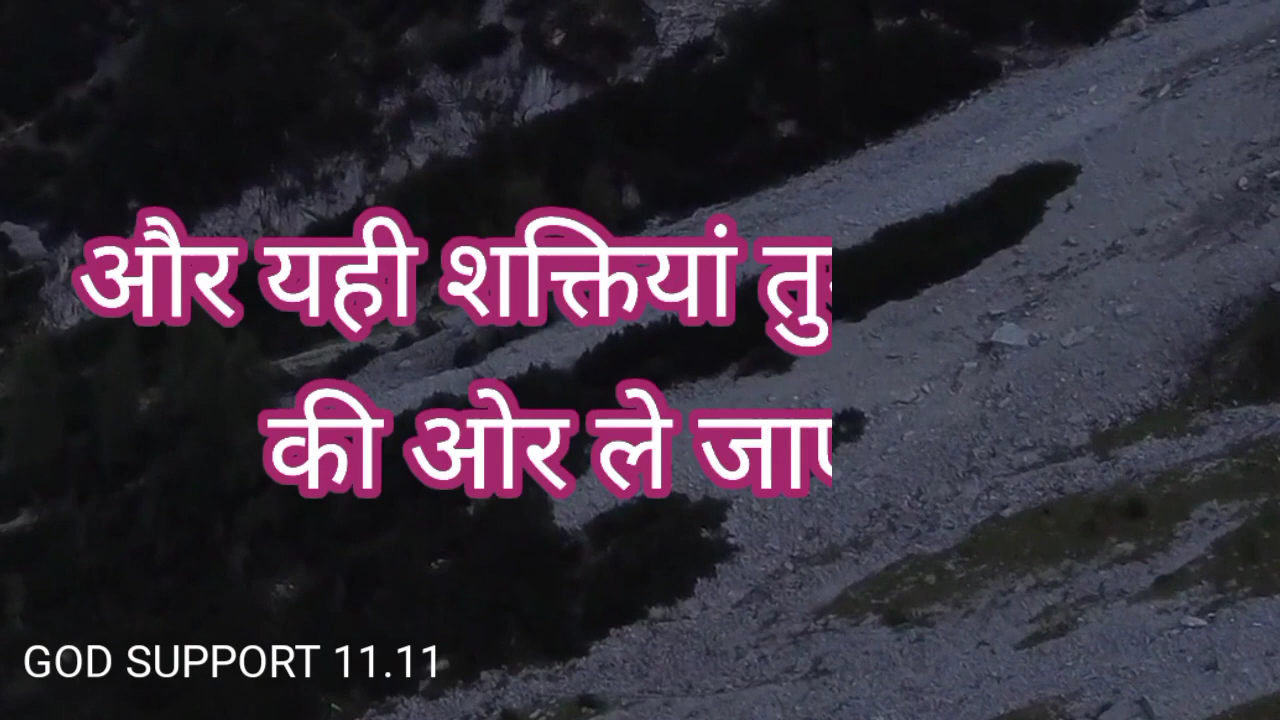 और यही शक्तियां
की ओर ले
GOD SUPPORT 11.11